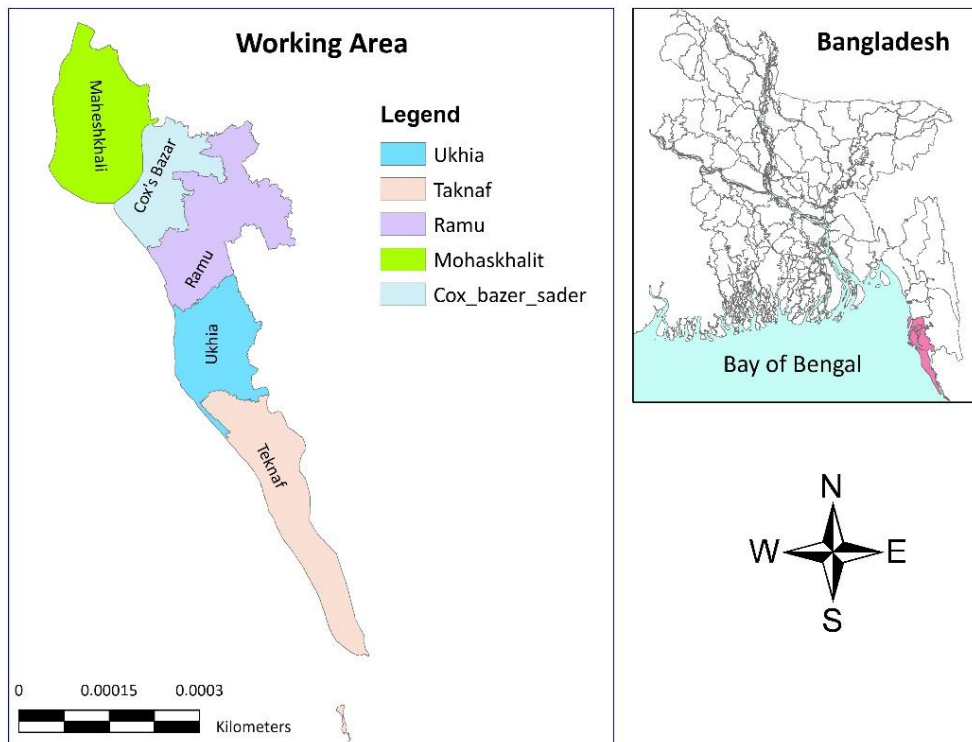 Working Area
Maheshkhali
Cox's Bazar
Ramu
Ukhia
Teknaf
Legend
Ukhia
Taknaf
Ramu
Mohaskhalit
Cox_bazer_sader
0 0.00015 0.0003
Kilometers
Bangladesh
Bay of Bengal
N
W E
S